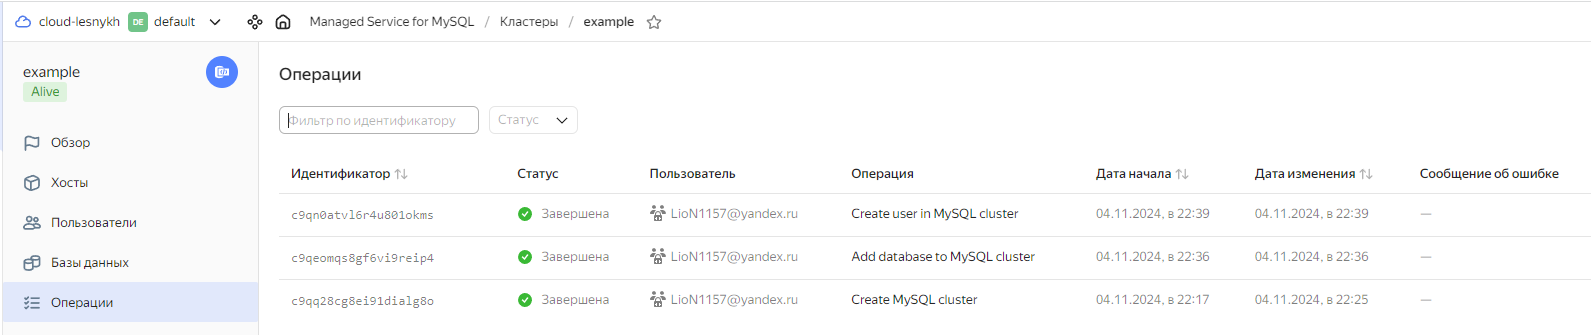 cloud-lesnykh DE default Managed Service for MySQL / Кластеры / example
example
Alive
Обзор
Хосты
Пользователи
Базы данных
Операции
Операции
Фильтр по идентификатору Статус
Идентификатор Статус Пользователь Операция Дата начала Дата изменения Сообщение об ошибке
c9qn0atvl6r4u801okms Завершена LioN1157@yandex.ru Create user in MySQL cluster 04.11.2024, в 22:39 04.11.2024, в 22:39 —
c9qeomqs8gf6vi9reip4 Завершена LioN1157@yandex.ru Add database to MySQL cluster 04.11.2024, в 22:36 04.11.2024, в 22:36 —
c9qq28cg8ei91dialg8o Завершена LioN1157@yandex.ru Create MySQL cluster 04.11.2024, в 22:17 04.11.2024, в 22:25 —